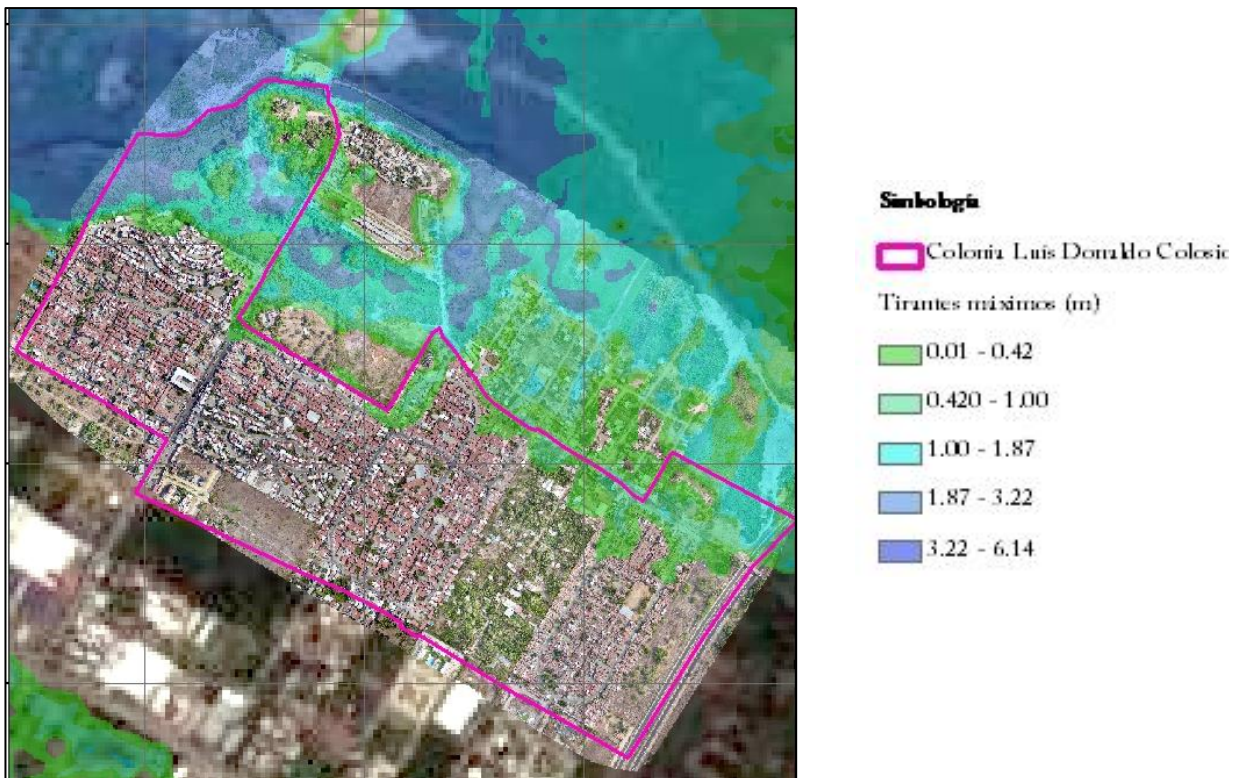 Simbología
Colonia Luis Donaldo Colosio
Tirantes máximos (m)
0.01 - 0.42
0.420 - 1.00
1.00 - 1.87
1.87 - 3.22
3.22 - 6.14